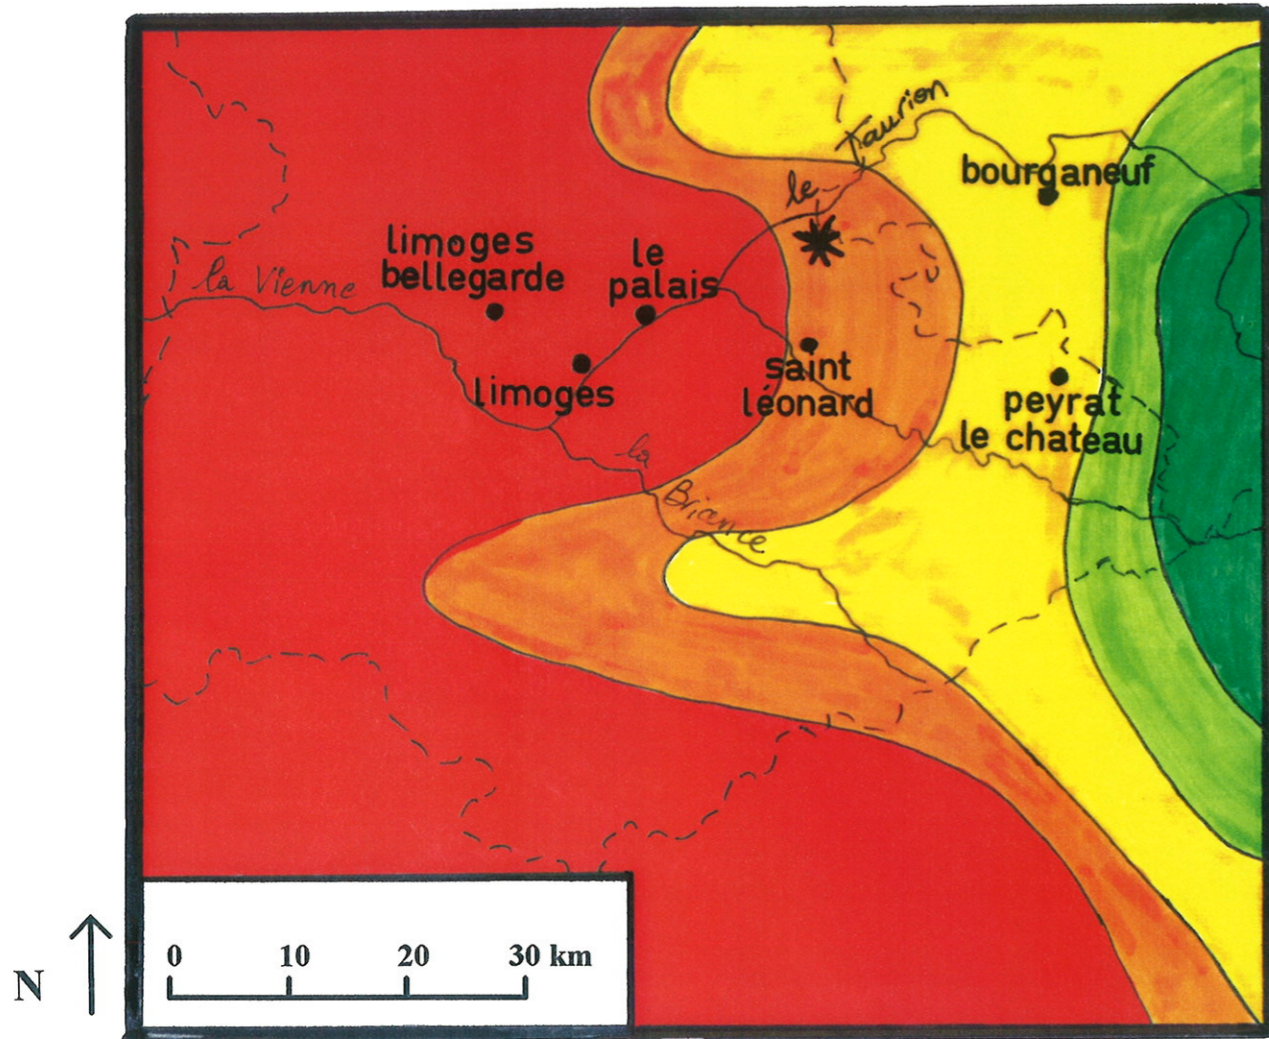 le Taurion
bourganeuf
limoges
bellegarde
le
palais
la Vienne
limoges
saint
léonard
peyrat
le chateau
la Briance
0 10 20 30 km
N